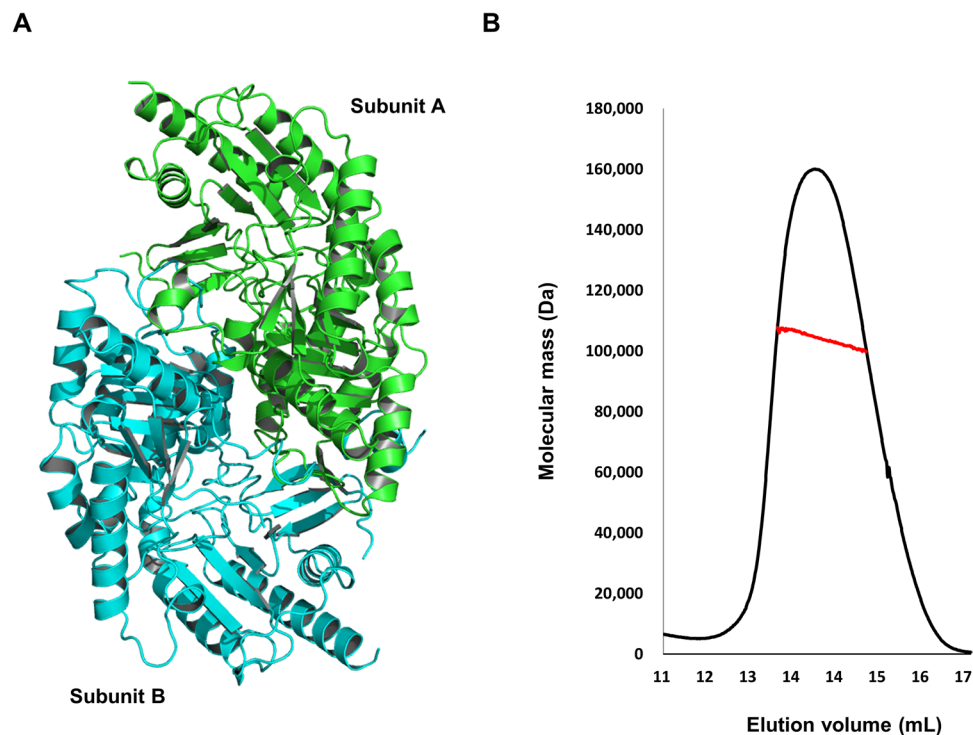 A
B
Subunit A
Subunit B
Molecular mass (Da)
180,000
160,000
140,000
120,000
100,000
80,000
60,000
40,000
20,000
0
11 12 13 14 15 16 17
Elution volume (mL)